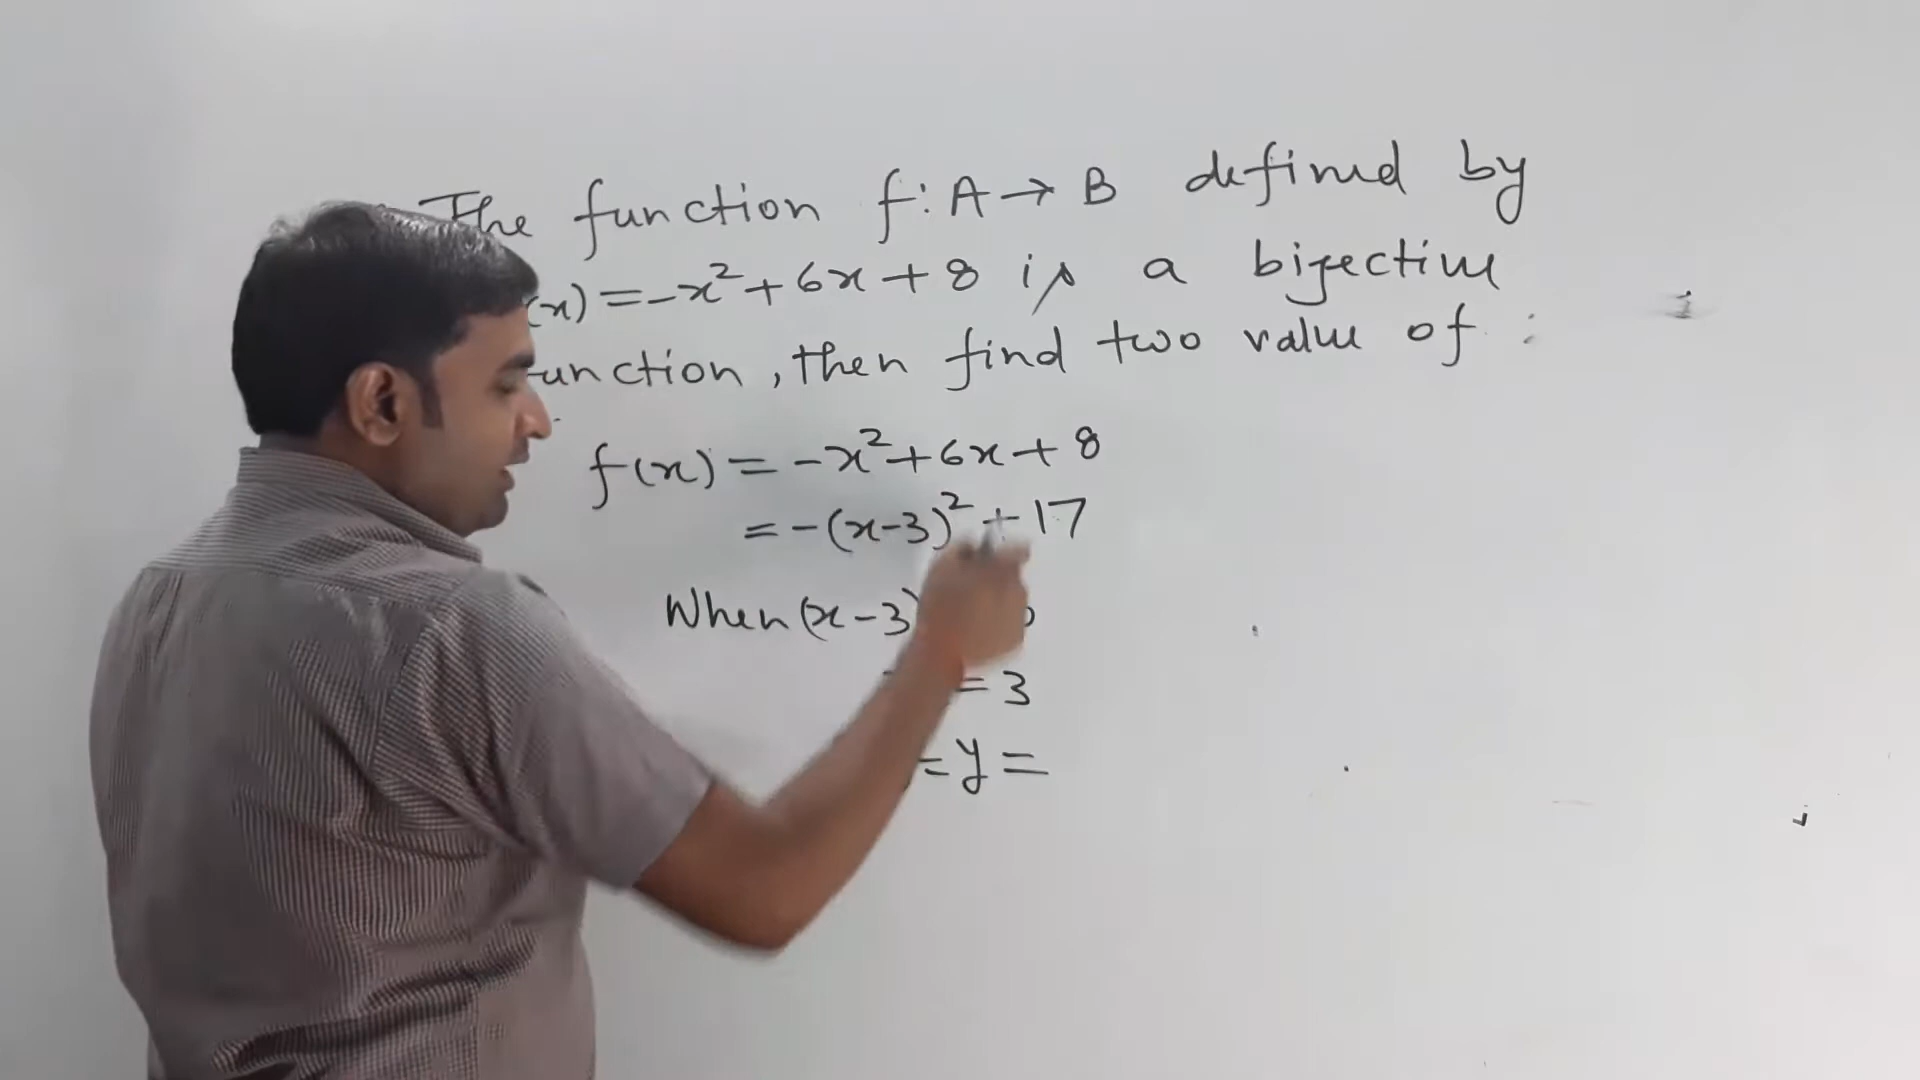 The function f: A → B defined by
(x) = -x² + 6x + 8 is a bijective
unction, then find two value of :
f(x) = -x² + 6x + 8
= -(x-3)² + 17
When (x-3)
= 3
= y =